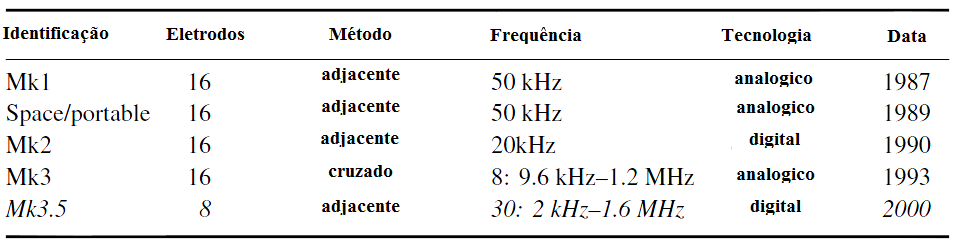 Identificação Eletrodos Método Frequência Tecnologia Data
Mk1 16 adjacente 50 kHz analogico 1987
Space/portable 16 adjacente 50 kHz analogico 1989
Mk2 16 adjacente 20kHz digital 1990
Mk3 16 cruzado 8: 9.6 kHz–1.2 MHz analogico 1993
Mk3.5 8 adjacente 30: 2 kHz–1.6 MHz digital 2000